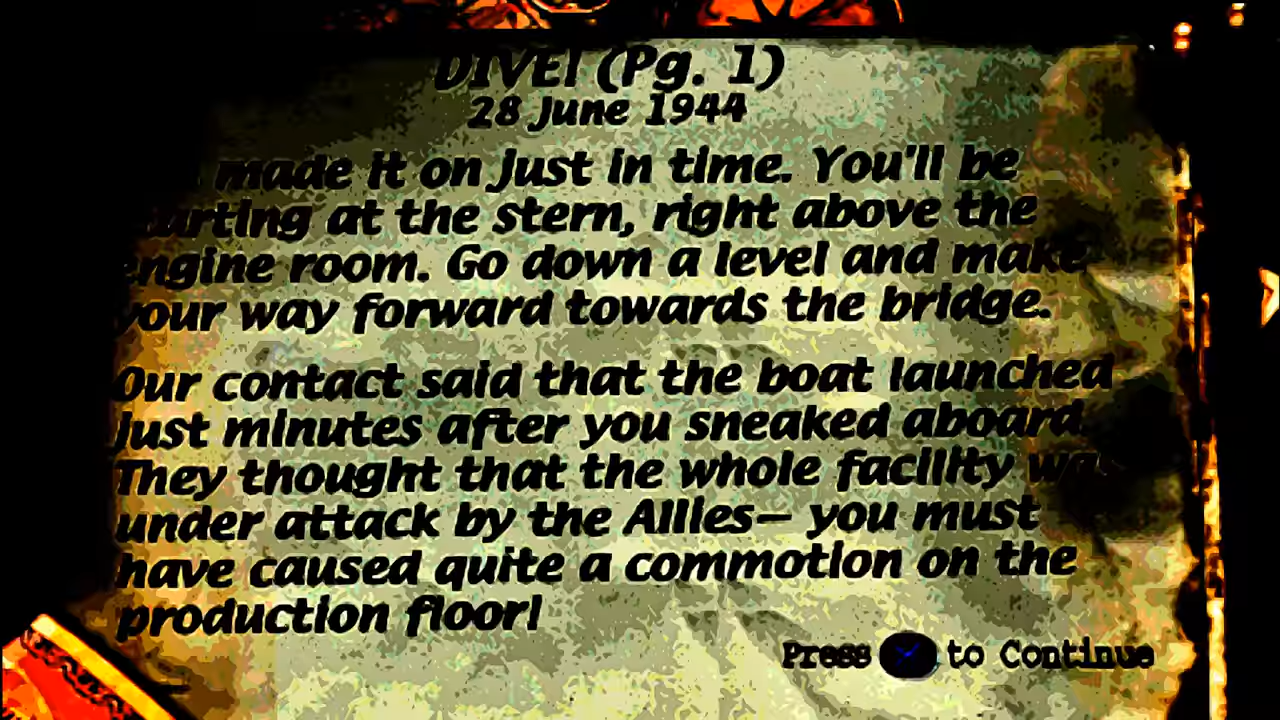 DIVE! (Pg. 1)
28 June 1944
made it on just in time. You'll be
starting at the stern, right above the
engine room. Go down a level and make
your way forward towards the bridge.
Our contact said that the boat launched
just minutes after you sneaked aboard.
They thought that the whole facility was
under attack by the Allies— you must
have caused quite a commotion on the
production floor!
Press X to Continue